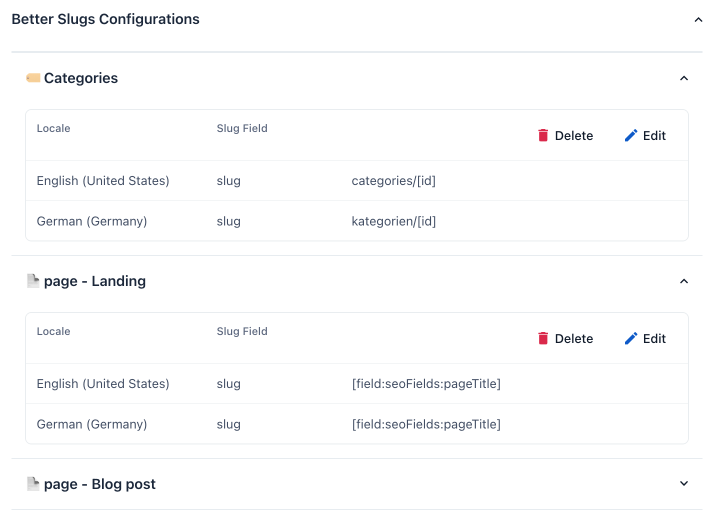 Better Slugs Configurations
Categories
Locale Slug Field Delete Edit
English (United States) slug categories/[id]
German (Germany) slug kategorien/[id]
page - Landing
Locale Slug Field Delete Edit
English (United States) slug [field:seoFields:pageTitle]
German (Germany) slug [field:seoFields:pageTitle]
page - Blog post